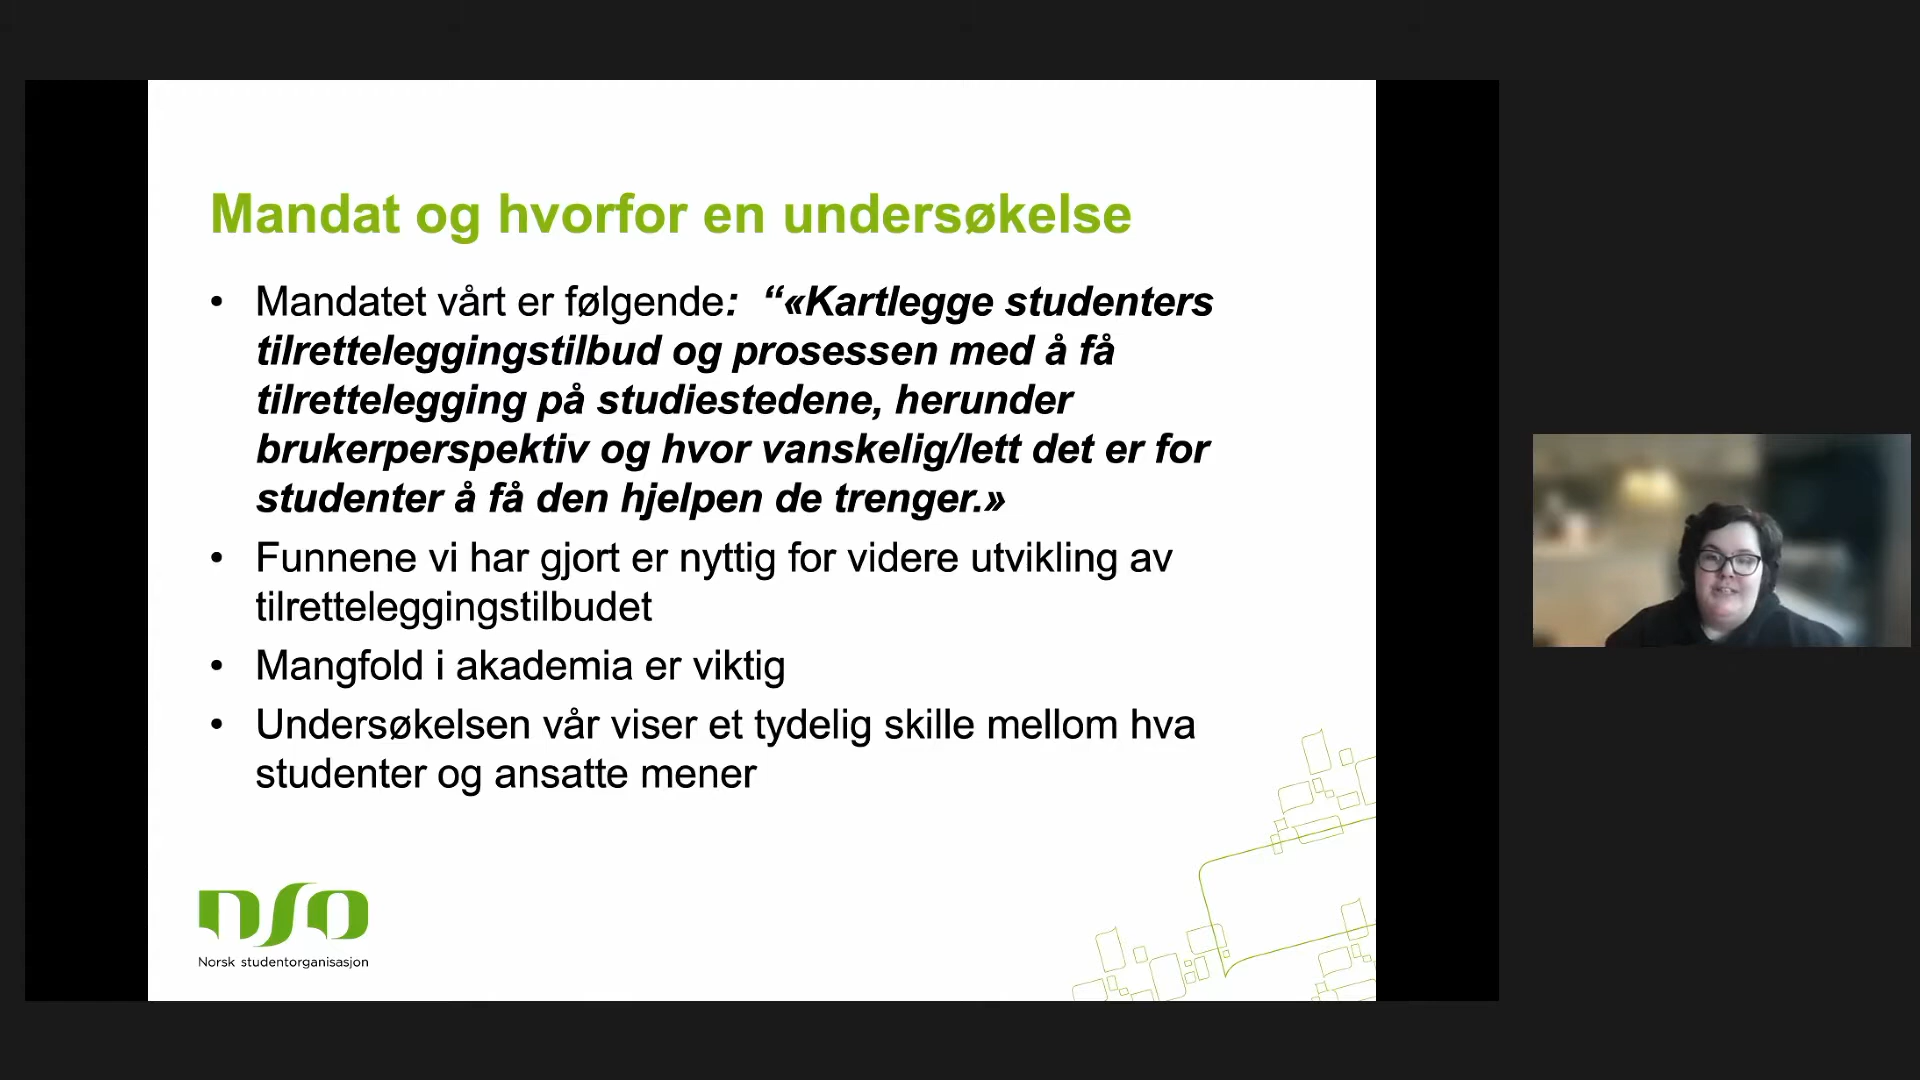 Mandat og hvorfor en undersøkelse
• Mandatet vårt er følgende: “«Kartlegge studenters
tilretteleggingstilbud og prosessen med å få
tilrettelegging på studiestedene, herunder
brukerperspektiv og hvor vanskelig/lett det er for
studenter å få den hjelpen de trenger.»
• Funnene vi har gjort er nyttig for videre utvikling av
tilretteleggingstilbudet
• Mangfold i akademia er viktig
• Undersøkelsen vår viser et tydelig skille mellom hva
studenter og ansatte mener
nso
Norsk studentorganisasjon